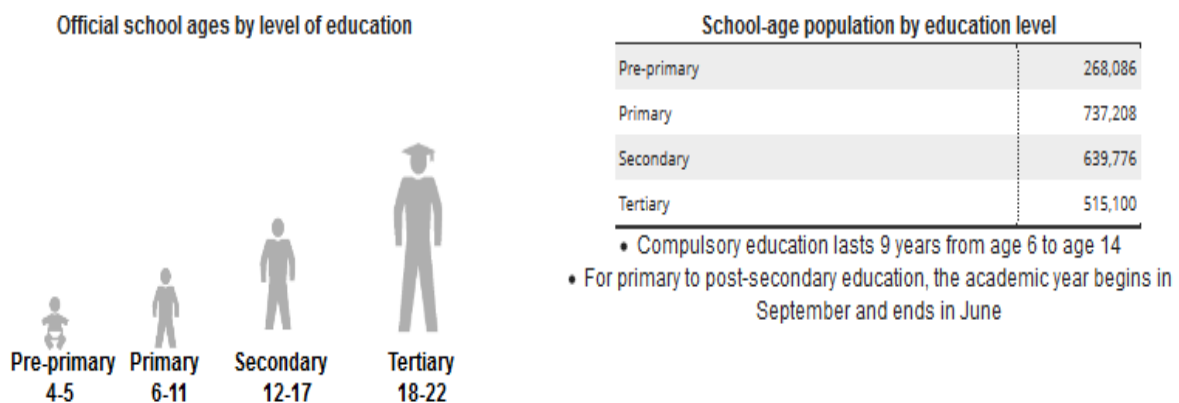 Official school ages by level of education
Pre-primary Primary Secondary Tertiary
4-5 6-11 12-17 18-22
School-age population by education level
Pre-primary 268,086
Primary 737,208
Secondary 639,776
Tertiary 515,100
• Compulsory education lasts 9 years from age 6 to age 14
• For primary to post-secondary education, the academic year begins in
September and ends in June